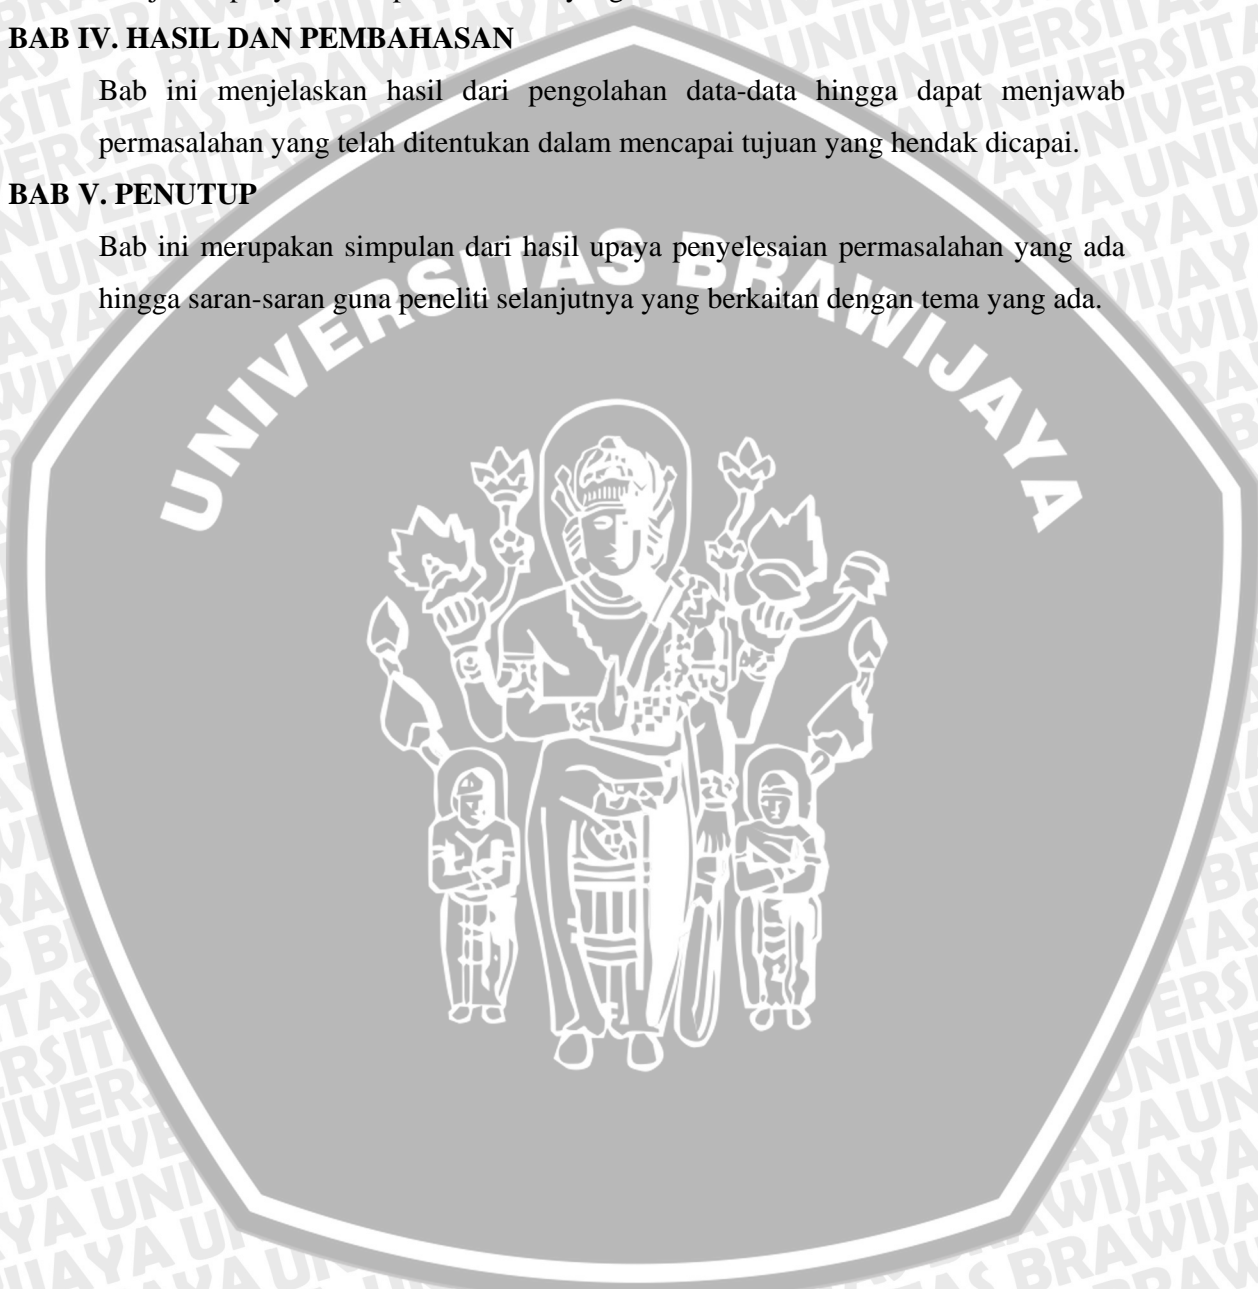 BAB IV. HASIL DAN PEMBAHASAN
Bab ini menjelaskan hasil dari pengolahan data-data hingga dapat menjawab
permasalahan yang telah ditentukan dalam mencapai tujuan yang hendak dicapai.
BAB V. PENUTUP
Bab ini merupakan simpulan dari hasil upaya penyelesaian permasalahan yang ada
hingga saran-saran guna peneliti selanjutnya yang berkaitan dengan tema yang ada.
UNIVERSITAS BRAWIJAYA